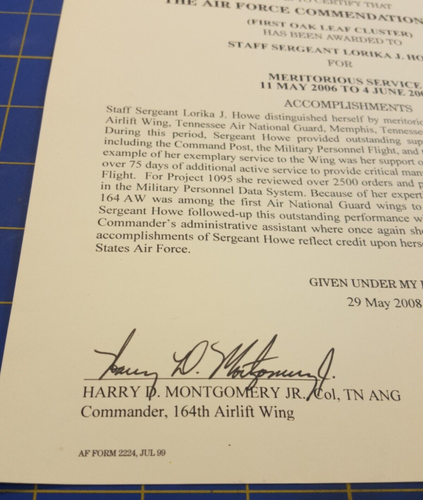 TO CERTIFY THAT
THE AIR FORCE COMMENDATION
(FIRST OAK LEAF CLUSTER)
HAS BEEN AWARDED TO
STAFF SERGEANT LORIKA J. HO
FOR
MERITORIOUS SERVICE
11 MAY 2006 TO 4 JUNE 20
ACCOMPLISHMENTS
Staff Sergeant Lorika J. Howe distinguished herself by meritorio
Airlift Wing, Tennessee Air National Guard, Memphis, Tennesse
During this period, Sergeant Howe provided outstanding sup
including the Command Post, the Military Personnel Flight, and
example of her exemplary service to the Wing was her support o
over 75 days of additional active service to provide critical man
Flight. For Project 1095 she reviewed over 2500 orders and p
in the Military Personnel Data System. Because of her expert
164 AW was among the first Air National Guard wings to
Sergeant Howe followed-up this outstanding performance w
Commander's administrative assistant where once again sh
accomplishments of Sergeant Howe reflect credit upon hers
States Air Force.
GIVEN UNDER MY
29 May 2008
Harry D. Montgomery Jr.
HARRY D. MONTGOMERY JR., Col, TN ANG
Commander, 164th Airlift Wing
AF FORM 2224, JUL 99